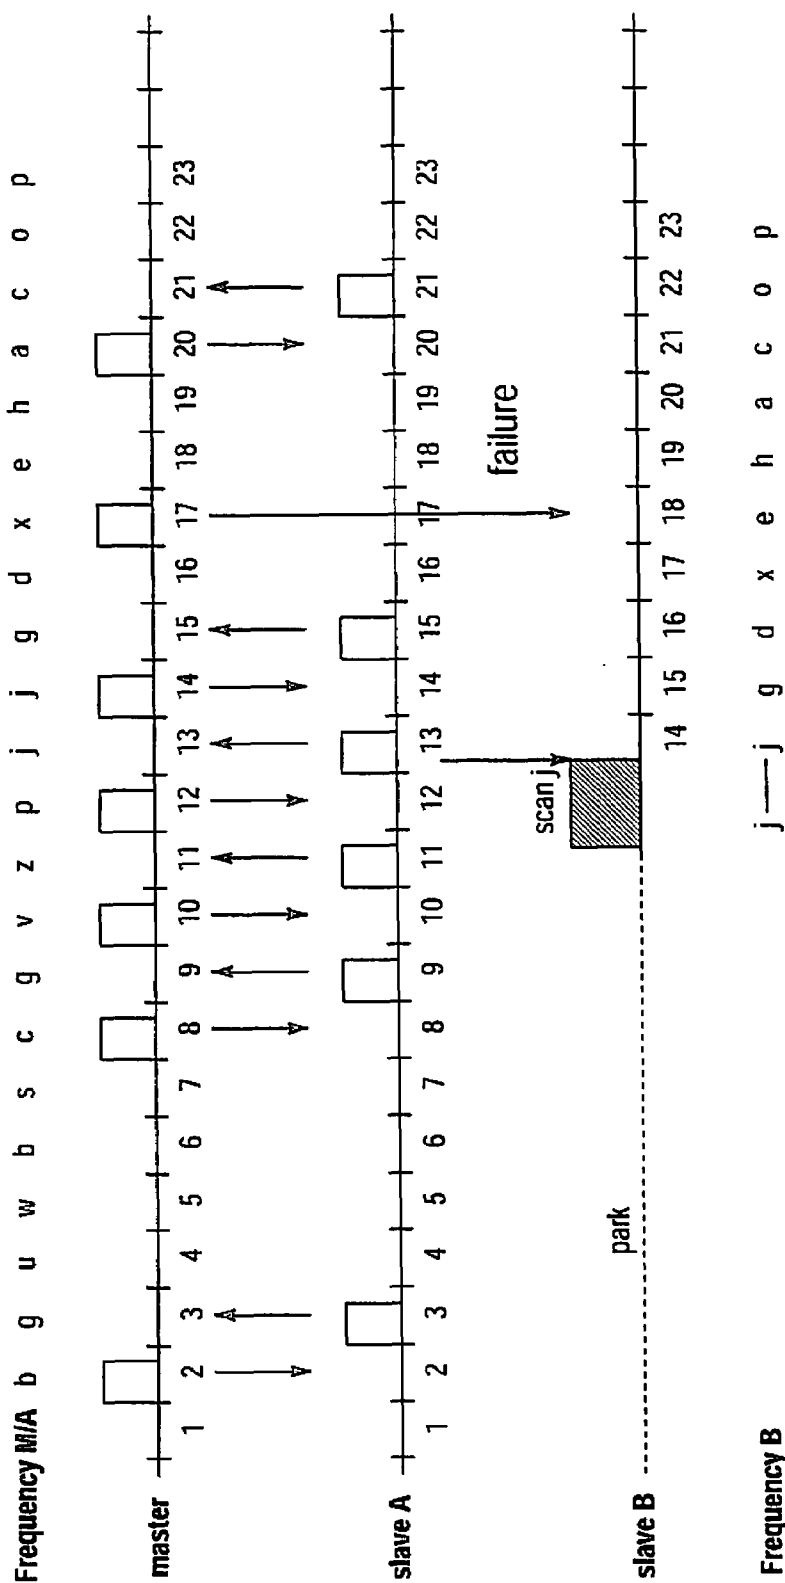 Frequency M/A b g u w b s c g v z p j j g d x e h a c o p
master
1 2 3 4 5 6 7 8 9 10 11 12 13 14 15 16 17 18 19 20 21 22 23
slave A
1 2 3 4 5 6 7 8 9 10 11 12 13 14 15 16 17 18 19 20 21 22 23
failure
scan j
park
slave B
14 15 16 17 18 19 20 21 22 23
Frequency B j — j g d x e h a c o p